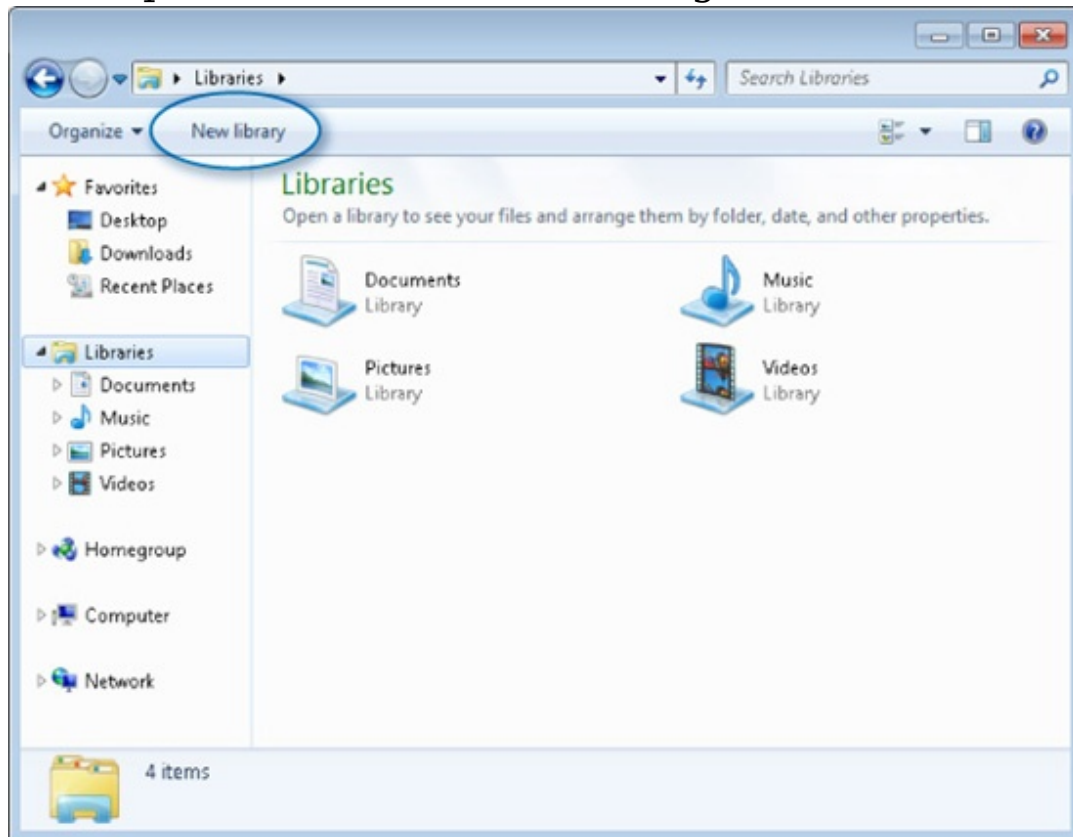 Libraries
Search Libraries
Organize
New library
Favorites
Desktop
Downloads
Recent Places
Libraries
Documents
Music
Pictures
Videos
Homegroup
Computer
Network
Libraries
Open a library to see your files and arrange them by folder, date, and other properties.
Documents
Library
Music
Library
Pictures
Library
Videos
Library
4 items